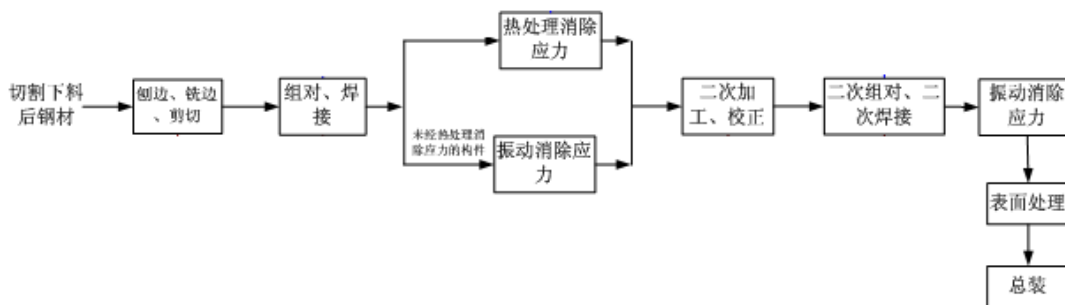 切割下料
后钢材
刨边、铣边
、剪切
组对、焊
接
热处理消除
应力
未经热处理消
除应力的构件
振动消除应
力
二次加
工、校正
二次组对、二
次焊接
振动消除
应力
表面处理
总装